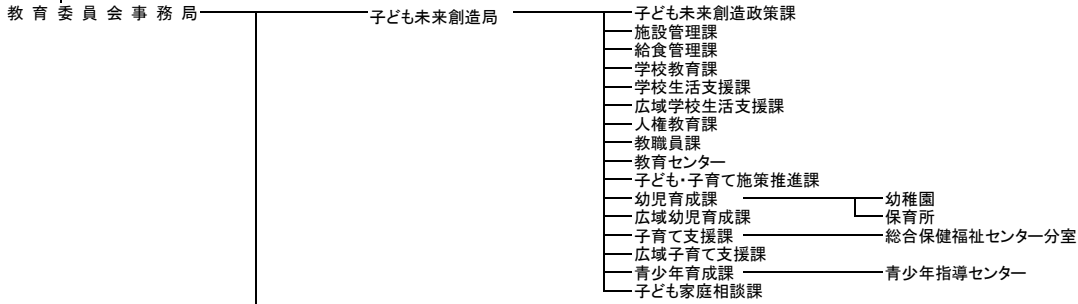 教育委員会事務局 子ども未来創造局 子ども未来創造政策課
施設管理課
給食管理課
学校教育課
学校生活支援課
広域学校生活支援課
人権教育課
教職員課
教育センター
子ども・子育て施策推進課
幼児育成課 幼稚園
広域幼児育成課 保育所
子育て支援課 総合保健福祉センター分室
広域子育て支援課
青少年育成課 青少年指導センター
子ども家庭相談課